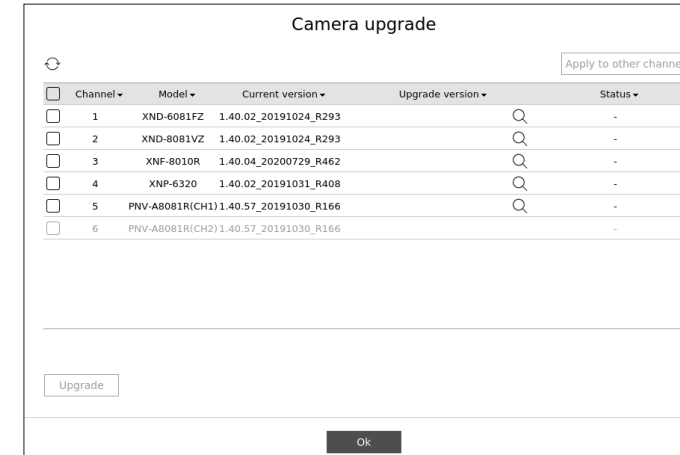 Camera upgrade
Apply to other channe
Channel Model Current version Upgrade version Status
1 XND-6081FZ 1.40.02_20191024_R293 -
2 XND-8081VZ 1.40.02_20191024_R293 -
3 XNF-8010R 1.40.04_20200729_R462 -
4 XNP-6320 1.40.02_20191031_R408 -
5 PNV-A8081R(CH1) 1.40.57_20191030_R166 -
6 PNV-A8081R(CH2) 1.40.57_20191030_R166 -
Upgrade
Ok